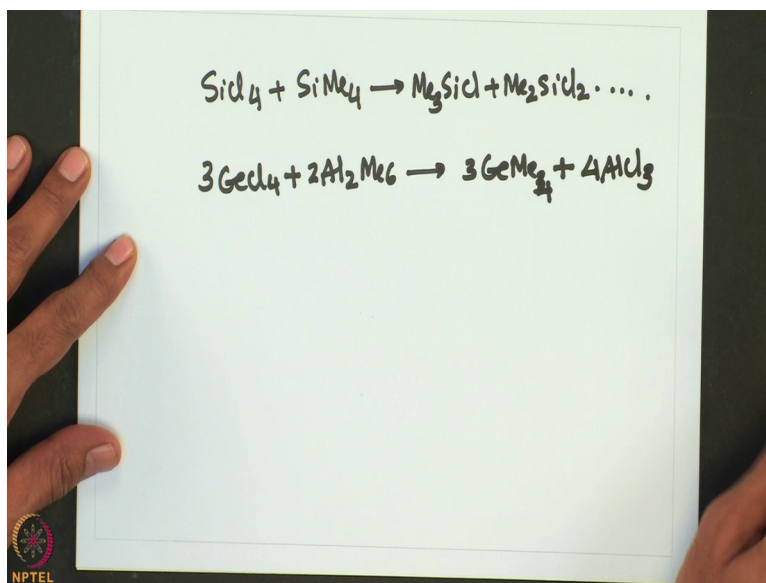 SiCl4 + SiMe4 → Me3SiCl + Me2SiCl2 .....
3GeCl4 + 2Al2Me6 → 3GeMe4 + 4AlCl3
NPTEL